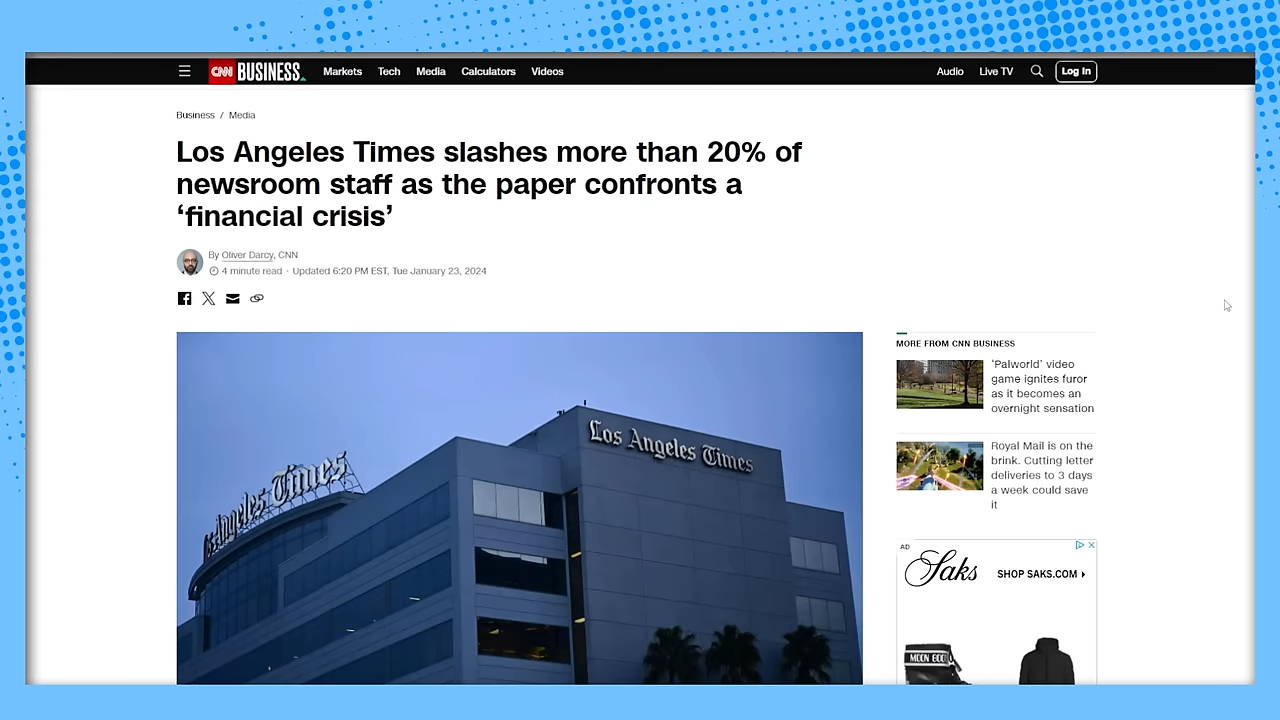 CNN BUSINESS
Markets
Tech
Media
Calculators
Videos
Audio
Live TV
Log In
Business / Media
Los Angeles Times slashes more than 20% of
newsroom staff as the paper confronts a
‘financial crisis’
By Oliver Darcy, CNN
4 minute read · Updated 6:20 PM EST, Tue January 23, 2024
Los Angeles Times
Los Angeles Times
MORE FROM CNN BUSINESS
‘Palworld’ video
game ignites furor
as it becomes an
overnight sensation
Royal Mail is on the
brink. Cutting letter
deliveries to 3 days
a week could save
it
AD
Saks
SHOP SAKS.COM
MOON BOO